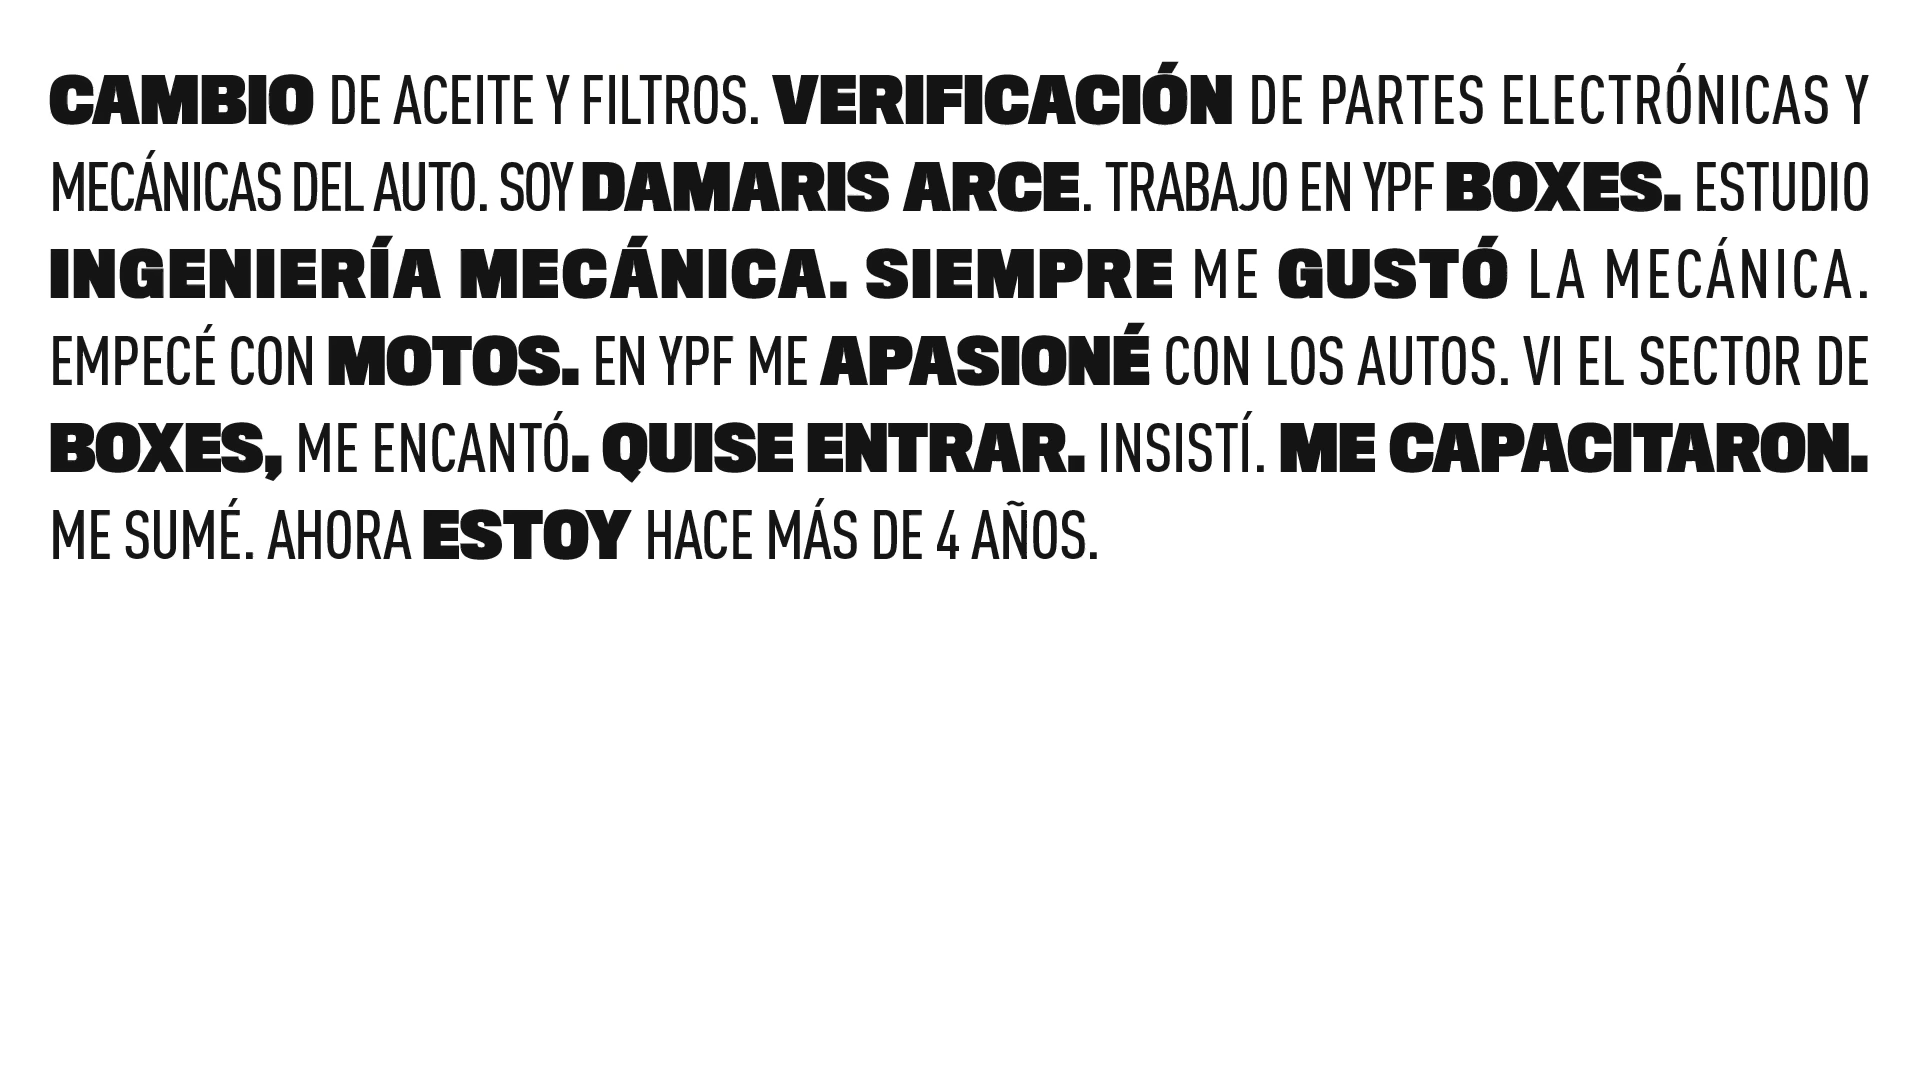 CAMBIO DE ACEITE Y FILTROS. VERIFICACIÓN DE PARTES ELECTRÓNICAS Y
MECÁNICAS DEL AUTO. SOY DAMARIS ARCE. TRABAJO EN YPF BOXES. ESTUDIO
INGENIERÍA MECÁNICA. SIEMPRE ME GUSTÓ LA MECÁNICA.
EMPECÉ CON MOTOS. EN YPF ME APASIONÉ CON LOS AUTOS. VI EL SECTOR DE
BOXES, ME ENCANTÓ. QUISE ENTRAR. INSISTÍ. ME CAPACITARON.
ME SUMÉ. AHORA ESTOY HACE MÁS DE 4 AÑOS.